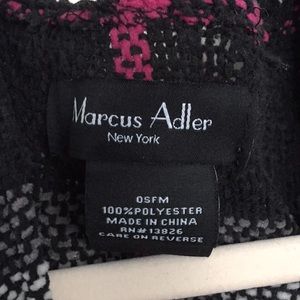 Marcus Adler
New York
OSFM
100%POLYESTER
MADE IN CHINA
RN#13826
CARE ON REVERSE